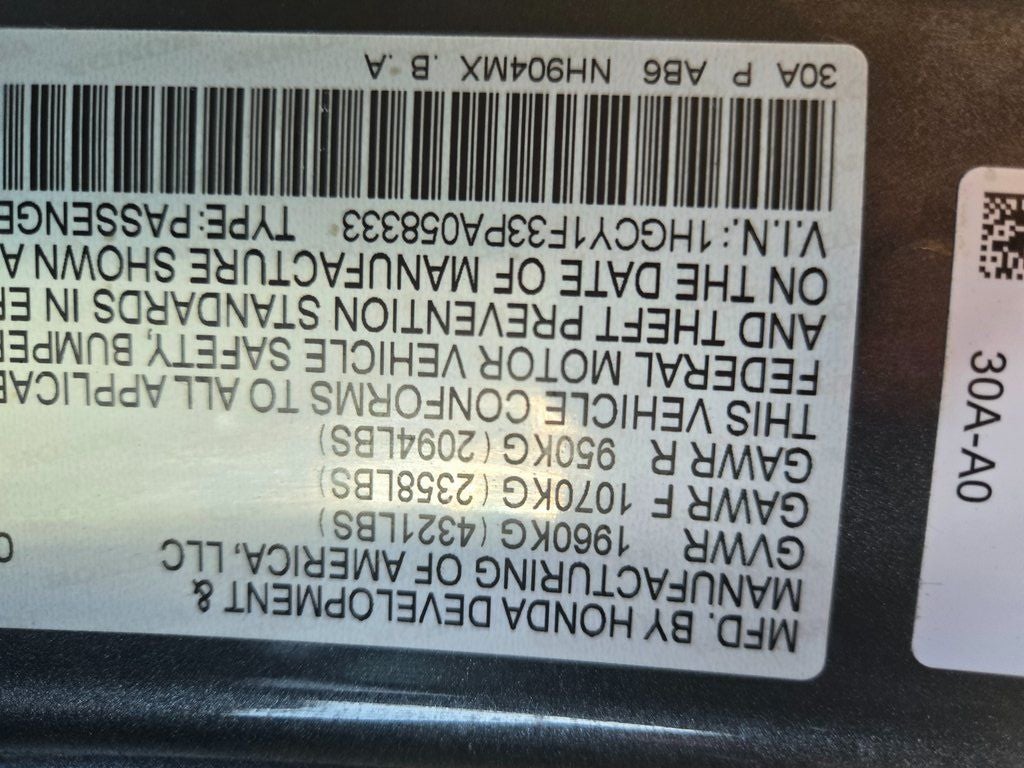 MFD. BY HONDA DEVELOPMENT &
MANUFACTURING OF AMERICA, LLC
GVWR 1960KG (4321LBS)
GAWR F 1070KG (2358LBS)
GAWR R 950KG (2094LBS)
THIS VEHICLE CONFORMS TO ALL APPLICAB
FEDERAL MOTOR VEHICLE SAFETY, BUMPER
AND THEFT PREVENTION STANDARDS IN EF
ON THE DATE OF MANUFACTURE SHOWN A
V.I.N.:1HGCY1F33PA058333 TYPE:PASSENGE
30A P AB6 NH904MX B .A
30A-A0